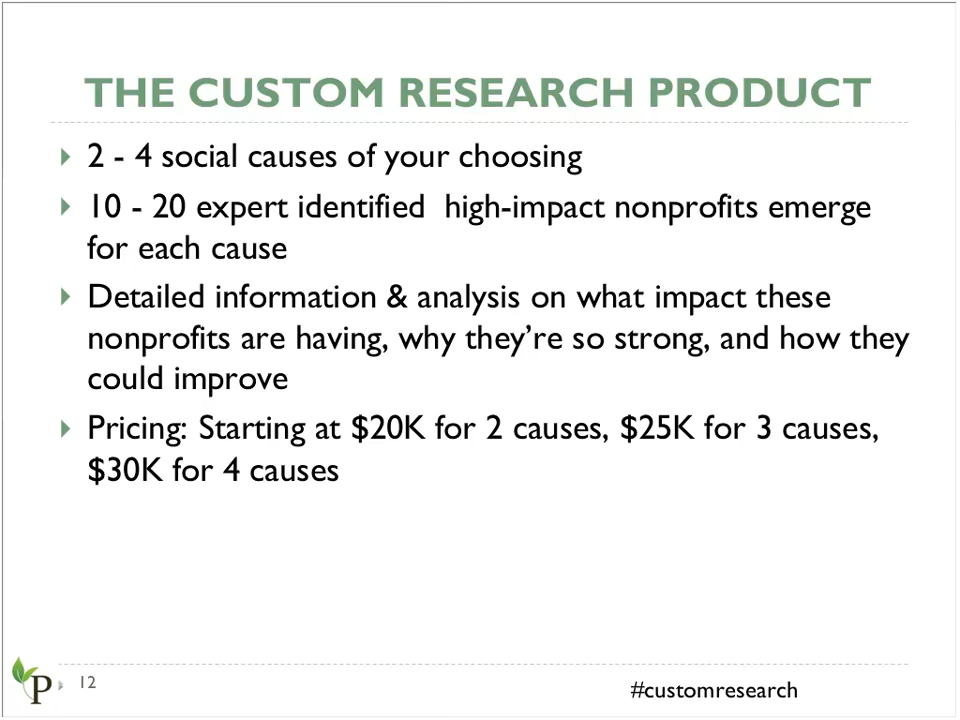 THE CUSTOM RESEARCH PRODUCT
2 - 4 social causes of your choosing
10 - 20 expert identified  high-impact nonprofits emerge
for each cause
Detailed information & analysis on what impact these
nonprofits are having, why they’re so strong, and how they
could improve
Pricing: Starting at $20K for 2 causes, $25K for 3 causes,
$30K for 4 causes
P
12
#customresearch